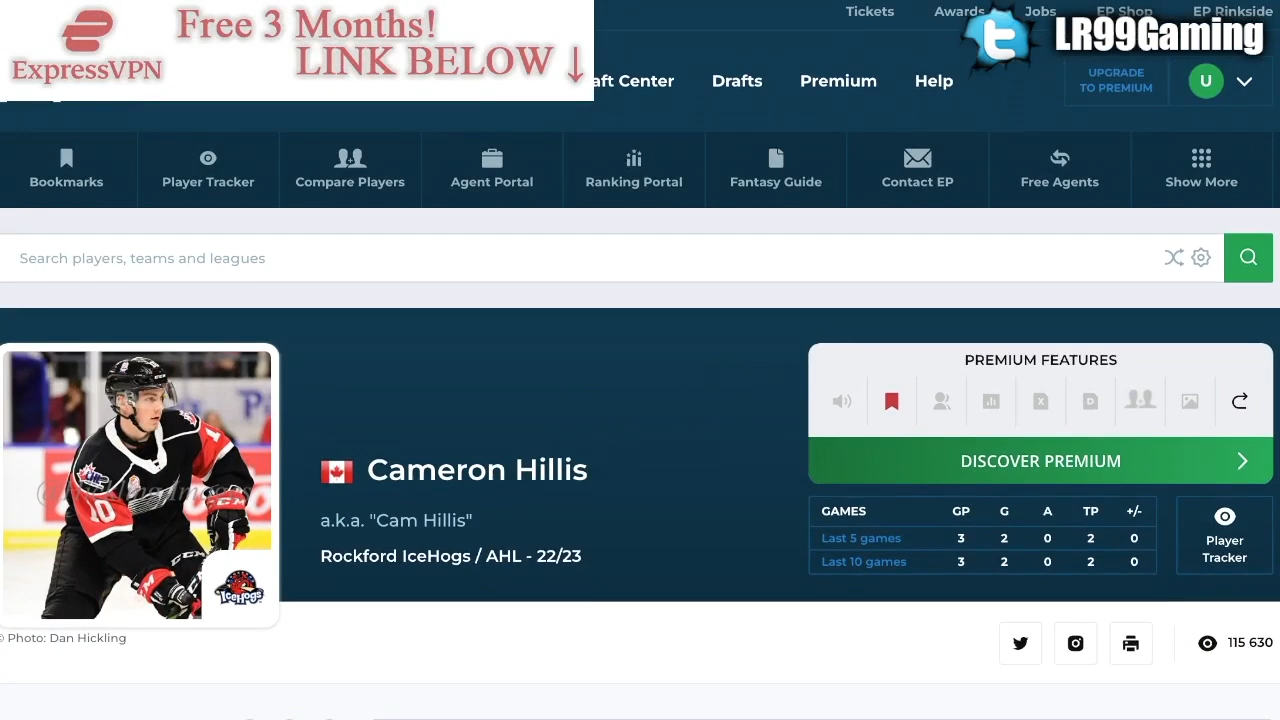 Tickets Awards Jobs EP Shop EP Rinkside
Free 3 Months!
LINK BELOW ↓
ExpressVPN
LR99Gaming
aft Center Drafts Premium Help
UPGRADE
TO PREMIUM
U
Bookmarks Player Tracker Compare Players Agent Portal Ranking Portal Fantasy Guide Contact EP Free Agents Show More
Search players, teams and leagues
PREMIUM FEATURES
DISCOVER PREMIUM
Cameron Hillis
a.k.a. "Cam Hillis"
Rockford IceHogs / AHL - 22/23
GAMES GP G A TP +/-
Last 5 games 3 2 0 2 0
Last 10 games 3 2 0 2 0
Player
Tracker
10
CCM
ICEHOGS
© Photo: Dan Hickling
115 630